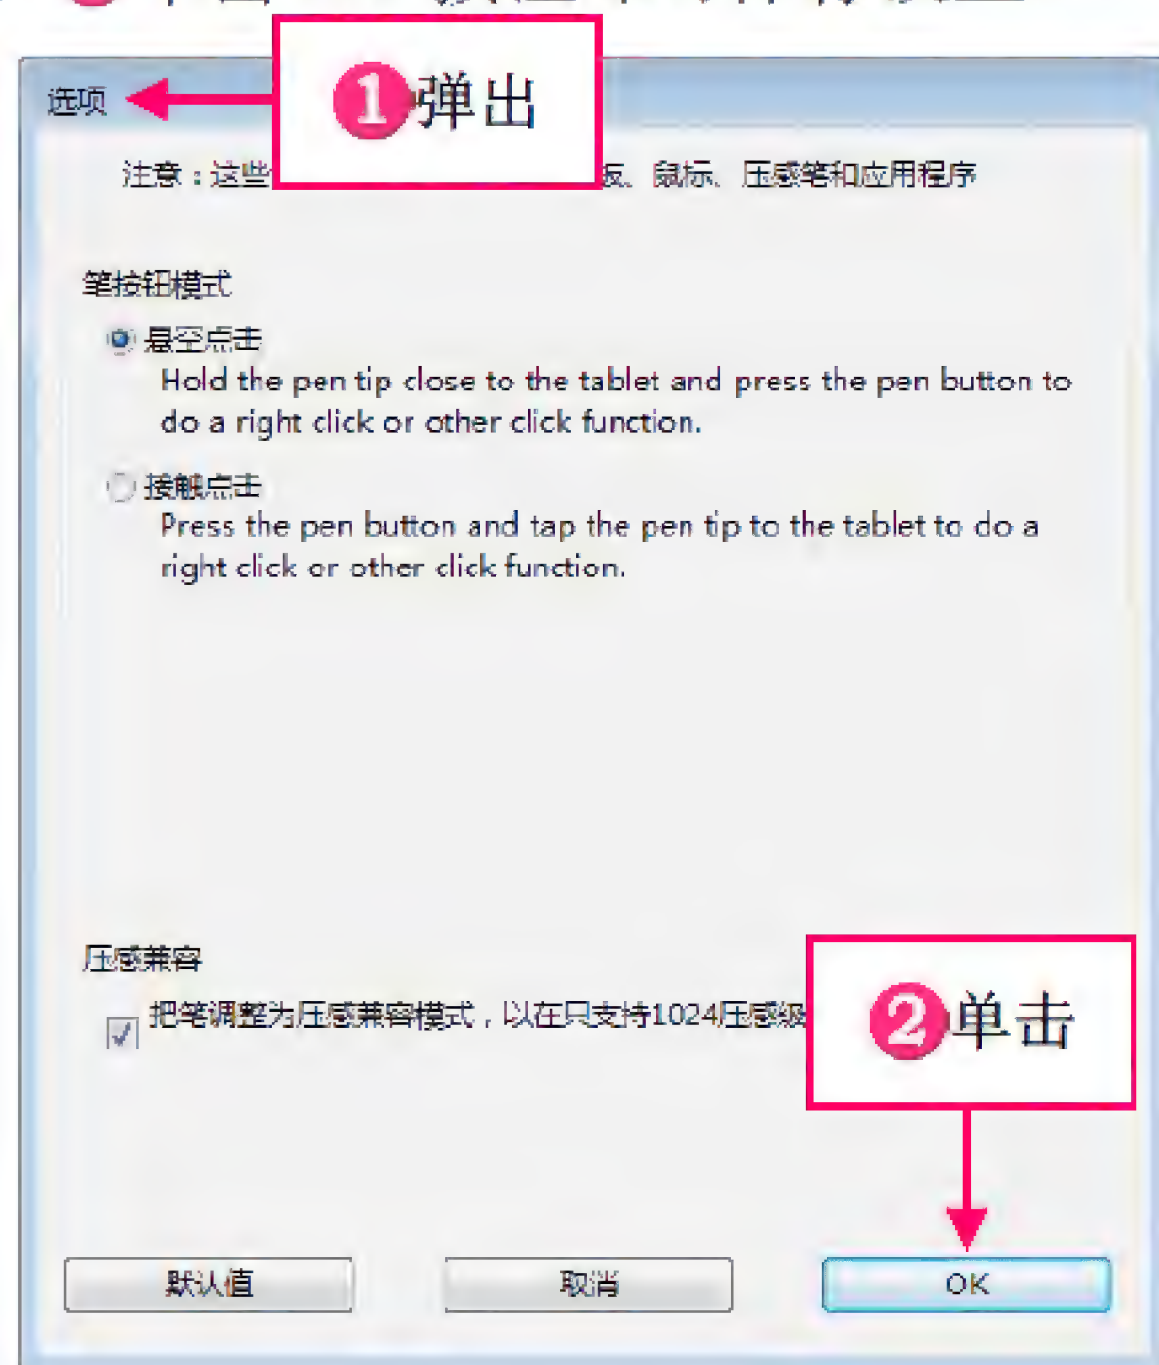 选项
❶弹出
注意：这些
板、鼠标、压感笔和应用程序
笔按钮模式
悬空点击
Hold the pen tip close to the tablet and press the pen button to
do a right click or other click function.
接触点击
Press the pen button and tap the pen tip to the tablet to do a
right click or other click function.
压感兼容
把笔调整为压感兼容模式，以在只支持1024压感级
❷单击
默认值
取消
OK